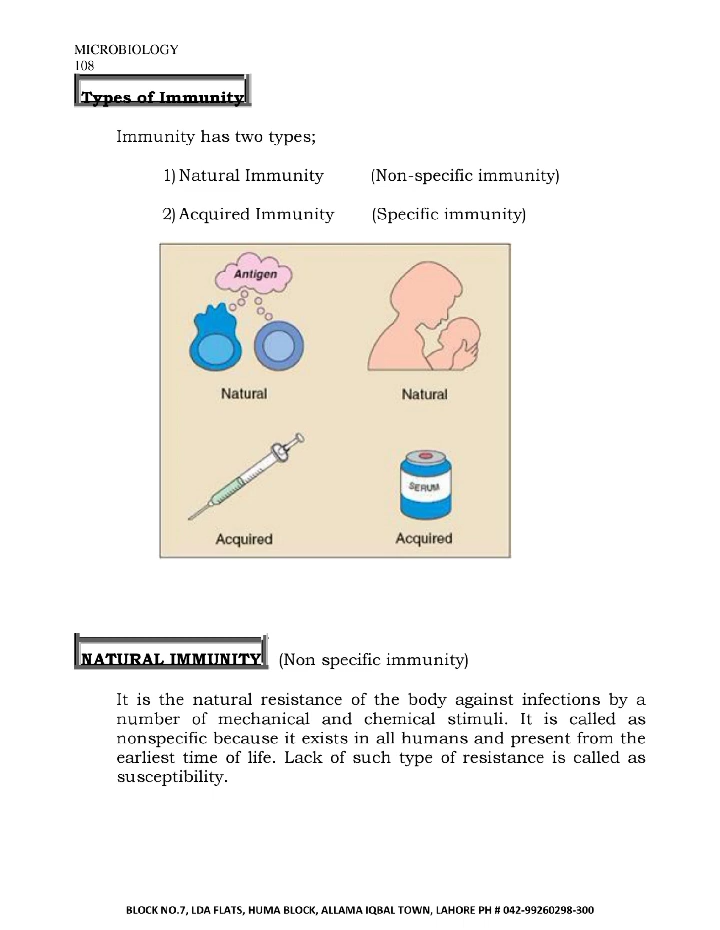 MICROBIOLOGY
108
Types of Immunity
Immunity has two types;
1) Natural Immunity (Non-specific immunity)
2) Acquired Immunity (Specific immunity)
Antigen
Natural Natural
SERUM
Acquired Acquired
NATURAL IMMUNITY (Non specific immunity)
It is the natural resistance of the body against infections by a
number of mechanical and chemical stimuli. It is called as
nonspecific because it exists in all humans and present from the
earliest time of life. Lack of such type of resistance is called as
susceptibility.
BLOCK NO.7, LDA FLATS, HUMA BLOCK, ALLAMA IQBAL TOWN, LAHORE PH # 042-99260298-300